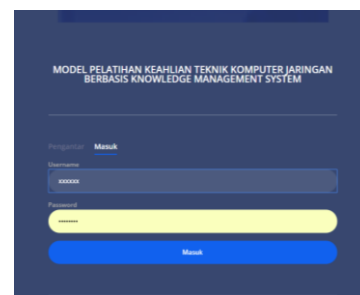 MODEL PELATIHAN KEAHLIAN TEKNIK KOMPUTER JARINGAN
BERBASIS KNOWLEDGE MANAGEMENT SYSTEM
Pengantar Masuk
Username
xxxxxx
Password
••••••••
Masuk